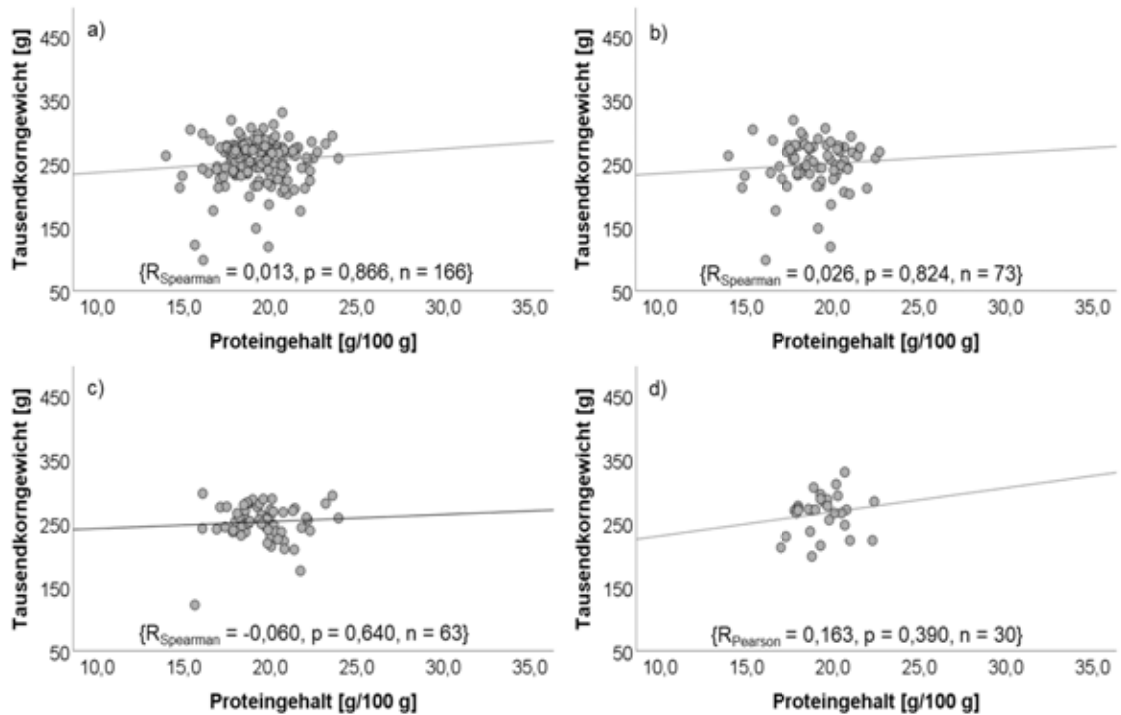 a)
Tausendkorngewicht [g]
450
350
250
150
50
{R_Spearman = 0,013, p = 0,866, n = 166}
10,0 15,0 20,0 25,0 30,0 35,0
Proteingehalt [g/100 g]
b)
Tausendkorngewicht [g]
450
350
250
150
50
{R_Spearman = 0,026, p = 0,824, n = 73}
10,0 15,0 20,0 25,0 30,0 35,0
Proteingehalt [g/100 g]
c)
Tausendkorngewicht [g]
450
350
250
150
50
{R_Spearman = -0,060, p = 0,640, n = 63}
10,0 15,0 20,0 25,0 30,0 35,0
Proteingehalt [g/100 g]
d)
Tausendkorngewicht [g]
450
350
250
150
50
{R_Pearson = 0,163, p = 0,390, n = 30}
10,0 15,0 20,0 25,0 30,0 35,0
Proteingehalt [g/100 g]